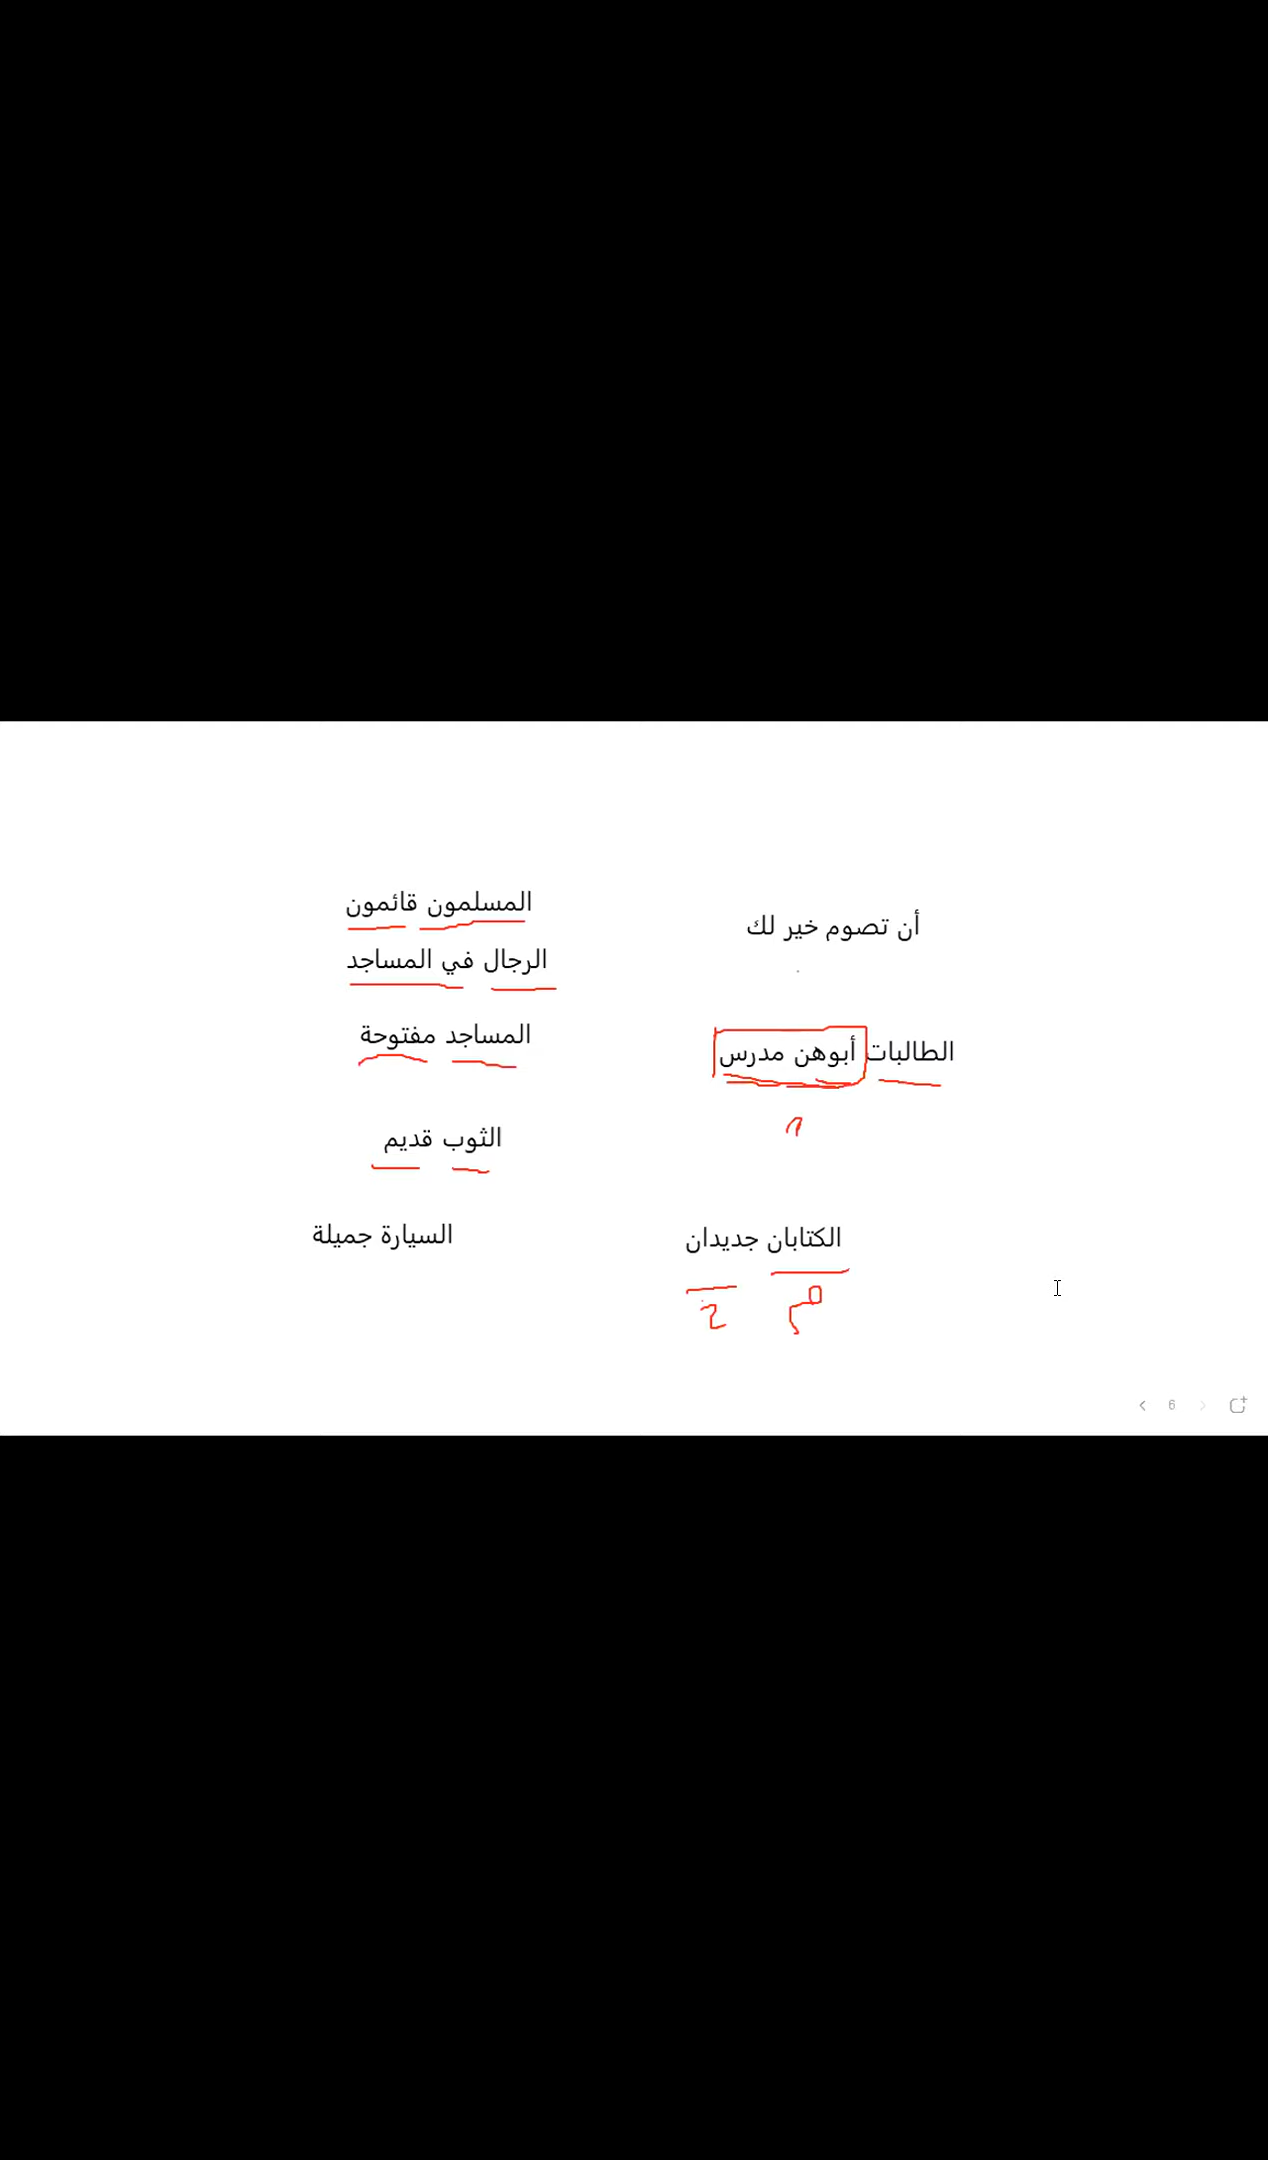 أن تصوم خير لك
الطالبات أبوهن مدرس
الكتابان جديدان
م
خ
المسلمون قائمون
الرجال في المساجد
المساجد مفتوحة
الثوب قديم
السيارة جميلة
6